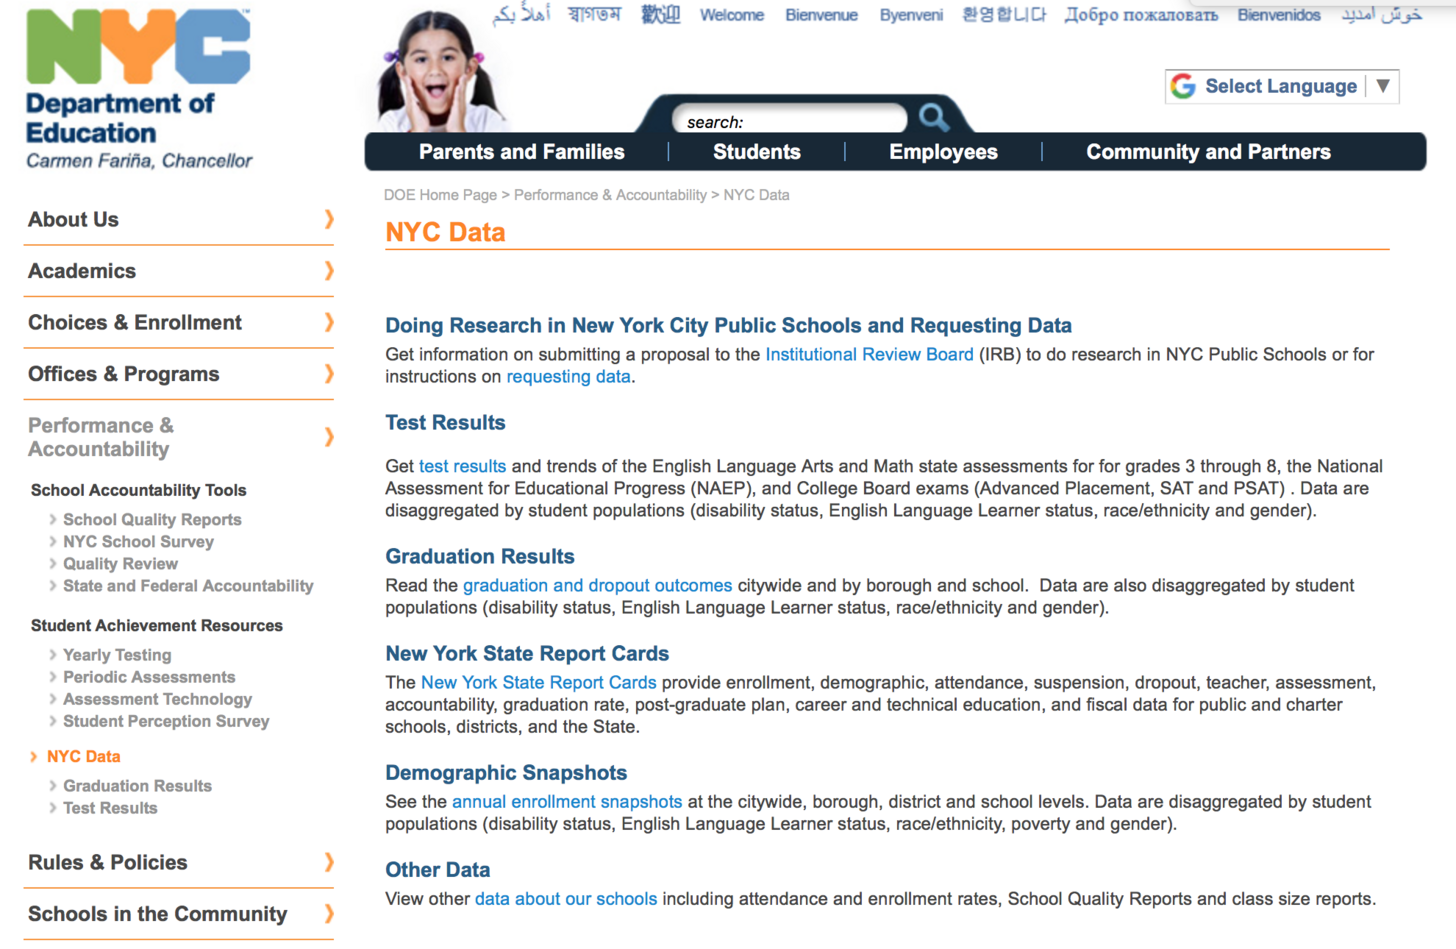 NYC™
Department of
Education
Carmen Fariña, Chancellor
أهلاً بكم স্বাগতম 歡迎 Welcome Bienvenue Byenveni 환영합니다 Добро пожаловать Bienvenidos خوش آمدید
Select Language ▼
search:
Parents and Families | Students | Employees | Community and Partners
About Us
Academics
Choices & Enrollment
Offices & Programs
Performance &
Accountability
School Accountability Tools
School Quality Reports
NYC School Survey
Quality Review
State and Federal Accountability
Student Achievement Resources
Yearly Testing
Periodic Assessments
Assessment Technology
Student Perception Survey
NYC Data
Graduation Results
Test Results
Rules & Policies
Schools in the Community
DOE Home Page > Performance & Accountability > NYC Data
NYC Data
Doing Research in New York City Public Schools and Requesting Data
Get information on submitting a proposal to the Institutional Review Board (IRB) to do research in NYC Public Schools or for
instructions on requesting data.
Test Results
Get test results and trends of the English Language Arts and Math state assessments for for grades 3 through 8, the National
Assessment for Educational Progress (NAEP), and College Board exams (Advanced Placement, SAT and PSAT) . Data are
disaggregated by student populations (disability status, English Language Learner status, race/ethnicity and gender).
Graduation Results
Read the graduation and dropout outcomes citywide and by borough and school. Data are also disaggregated by student
populations (disability status, English Language Learner status, race/ethnicity and gender).
New York State Report Cards
The New York State Report Cards provide enrollment, demographic, attendance, suspension, dropout, teacher, assessment,
accountability, graduation rate, post-graduate plan, career and technical education, and fiscal data for public and charter
schools, districts, and the State.
Demographic Snapshots
See the annual enrollment snapshots at the citywide, borough, district and school levels. Data are disaggregated by student
populations (disability status, English Language Learner status, race/ethnicity, poverty and gender).
Other Data
View other data about our schools including attendance and enrollment rates, School Quality Reports and class size reports.